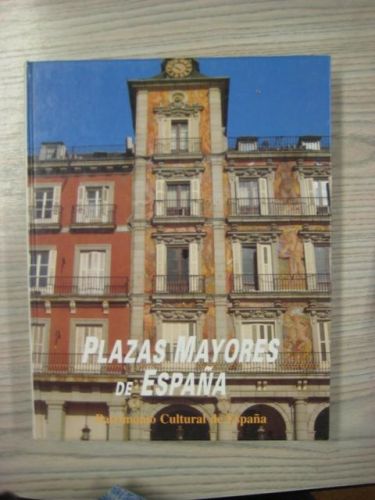 PLAZAS MAYORES
DE ESPAÑA
Patrimonio Cultural de España